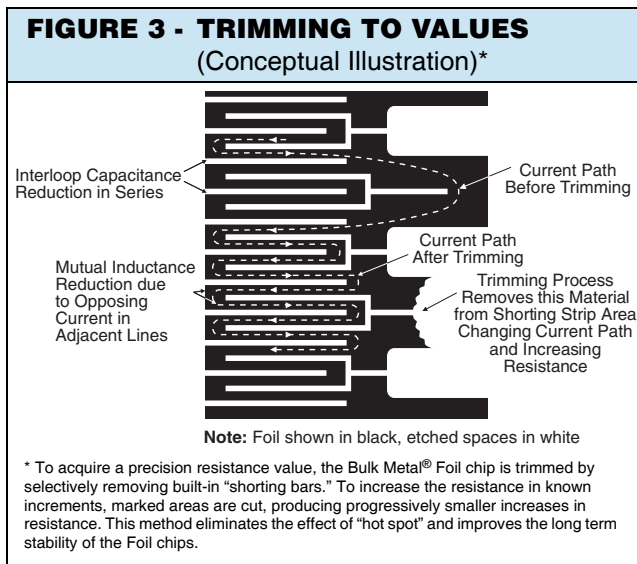 FIGURE 3 - TRIMMING TO VALUES
(Conceptual Illustration)*
Interloop Capacitance
Reduction in Series
Current Path
Before Trimming
Current Path
After Trimming
Mutual Inductance
Reduction due
to Opposing
Current in
Adjacent Lines
Trimming Process
Removes this Material
from Shorting Strip Area
Changing Current Path
and Increasing
Resistance
Note: Foil shown in black, etched spaces in white
* To acquire a precision resistance value, the Bulk Metal® Foil chip is trimmed by
selectively removing built-in “shorting bars.” To increase the resistance in known
increments, marked areas are cut, producing progressively smaller increases in
resistance. This method eliminates the effect of “hot spot” and improves the long term
stability of the Foil chips.